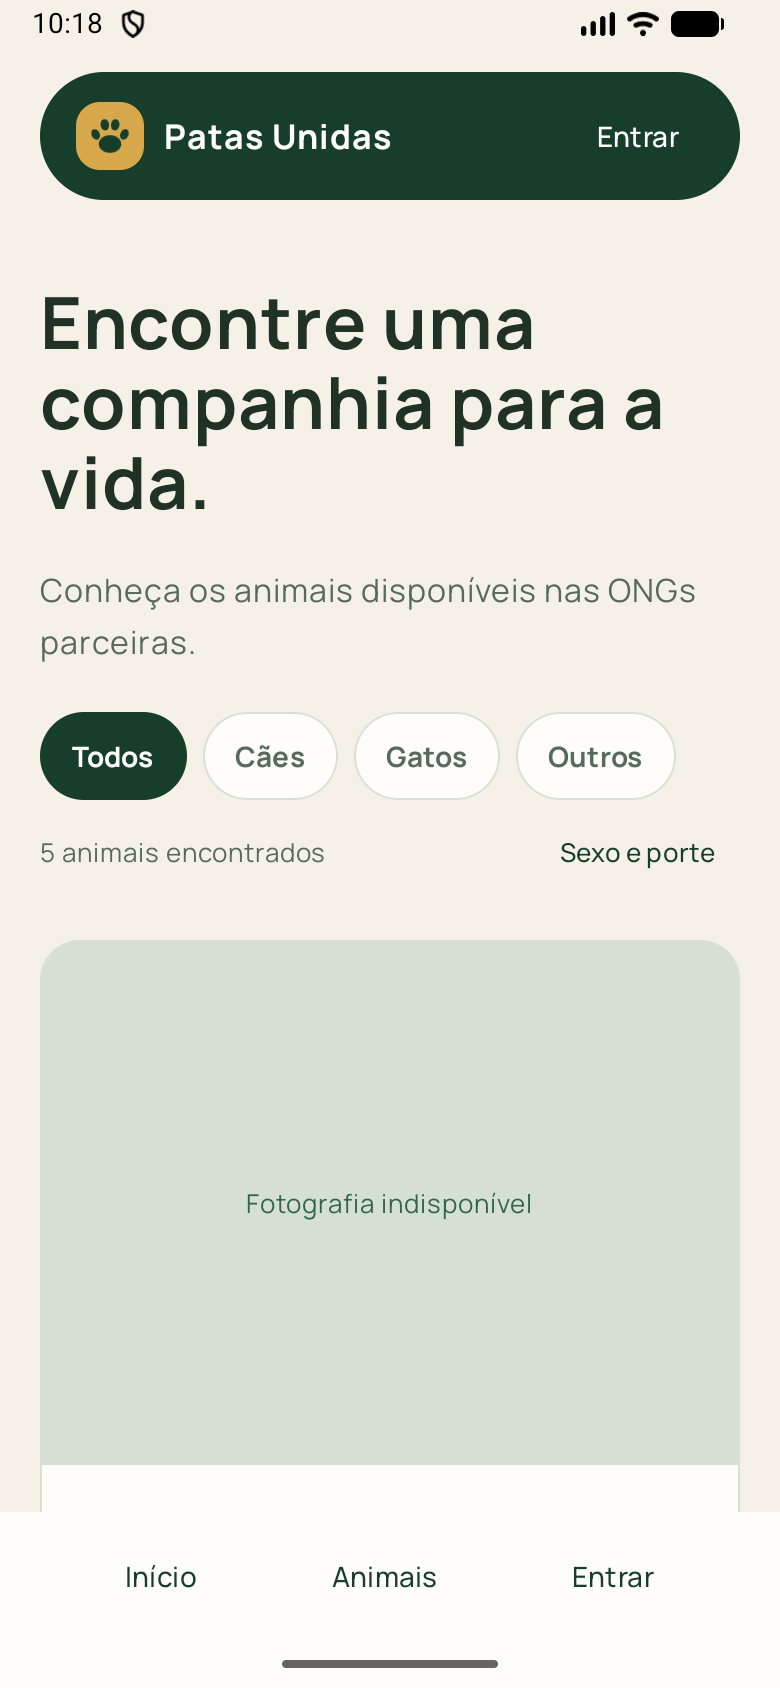 10:18
Patas Unidas
Entrar
Encontre uma
companhia para a
vida.
Conheça os animais disponíveis nas ONGs
parceiras.
Todos
Cães
Gatos
Outros
5 animais encontrados
Sexo e porte
Fotografia indisponível
Início
Animais
Entrar